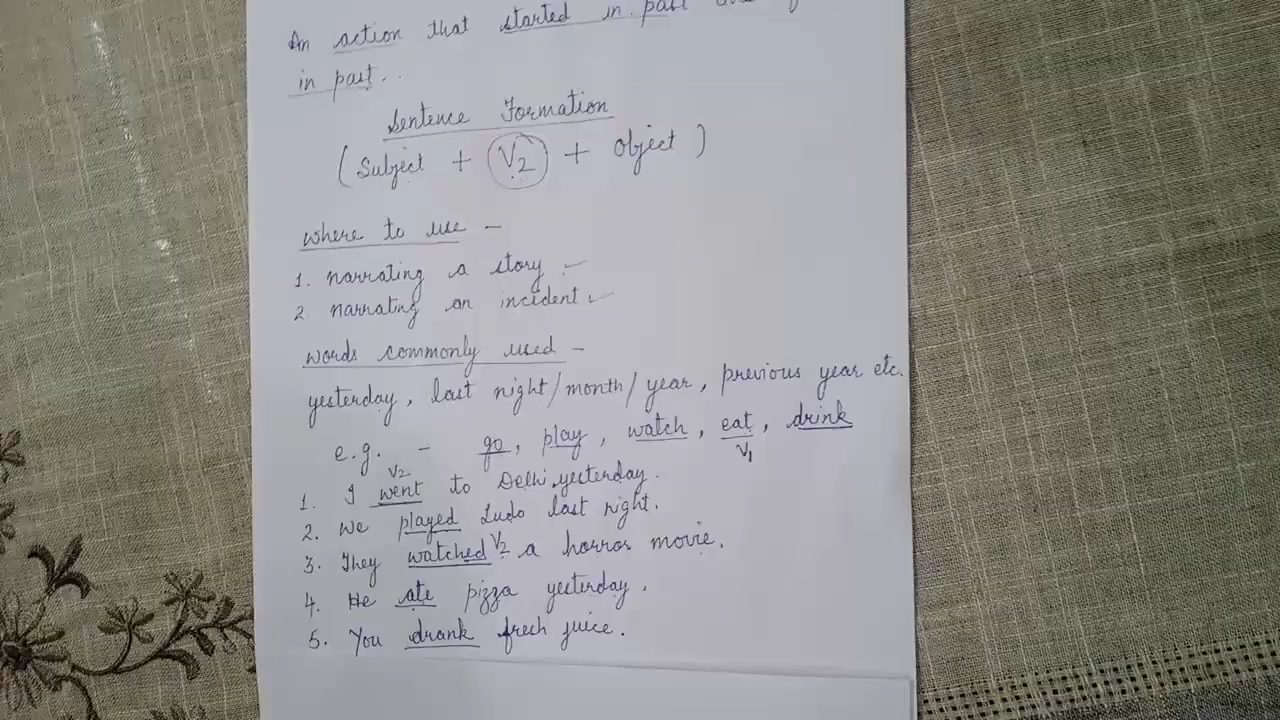 An action that started in past
in past..
Sentence Formation
(Subject + V2 + Object)
where to use -
1. narrating a story ✓
2. narrating an incident ✓
words commonly used -
yesterday, last night/month/year, previous year etc.
e.g. - go, play, watch, eat, drink
V2 V1
1. I went to Delhi yesterday.
2. We played Ludo last night.
3. They watched V2 a horror movie.
4. He ate pizza yesterday.
5. You drank fresh juice.